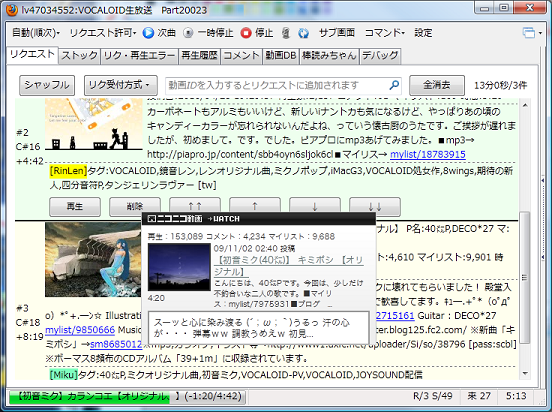 lv47034552:VOCALOID生放送 Part20023
自動(順次) リクエスト許可 次曲 一時停止 停止 サブ画面 コマンド 設定
リクエスト ストック リク・再生エラー 再生履歴 コメント 動画DB 棒読みちゃん デバッグ
シャッフル リク受付方式 動画IDを入力するとリクエストに追加されます 全消去 13分0秒/3件
カーボネートもアルミもいいけど、新しいナントカも気になるけど、やっぱりあの頃の
キャンディーカラーが忘れられないんだよね、っていう懐古厨のうたです。ご挨拶が遅れまし
たが、初めまして。です、でした。ピアプロにmp3あげてみました。■mp3→
http://piapro.jp/content/sbb4oyn6sljok6cl■マイリス→ mylist/18783915
#2
C#16
+4:42
[RinLen]タグ:VOCALOID,鏡音レン,レンオリジナル曲,ミクノポップ,iMacG3,VOCALOID処女作,8wings,期待の新
人,四分音符P,タンジェリンラヴァー [tw]
再生 削除 ↑↑ ↑ ↓ ↓↓
ニコニコ動画 →WATCH
再生：153,089 コメント：4,234 マイリスト：9,688
09/11/02 02:40 投稿
【初音ミク(40㍍)】 キミボシ 【オリ
ジナル】
こんにちは、40㍍Pです。今回は、少しだけ
不釣合いな二人の歌です。■マイリ
ス：my/7975931■ブログ
4:20
スーッと心に染み渡る (´；ω；`)うるっ 汗の心
が・・・ 弾幕ww 調教うめえw 初見...
ル】 P名:40㍍P,DECO*27 マ
ト:4,610 マイリスト:9,901 時
クに壊れてもらいました! 殿堂入
#3
C#18
+8:19
Illustration
mylist/9850666 Music
2715161 Guitar：DECO*27
ter.blog125.fc2.com/ ※新曲「キ
ミボシ」→sm8685012
uploader/Si/so/38796 [pass:scbl]
※ボーマス8頒布のCDアルバム「39+1m」に収録されています。
[Miku]タグ:40㍍P,ミクオリジナル曲,初音ミク,VOCALOID-PV,VOCALOID,JOYSOUND配信
【初音ミク】カランコエ【オリジナル (-1:20/4:42)
R/3 S/49 来 27 5:13